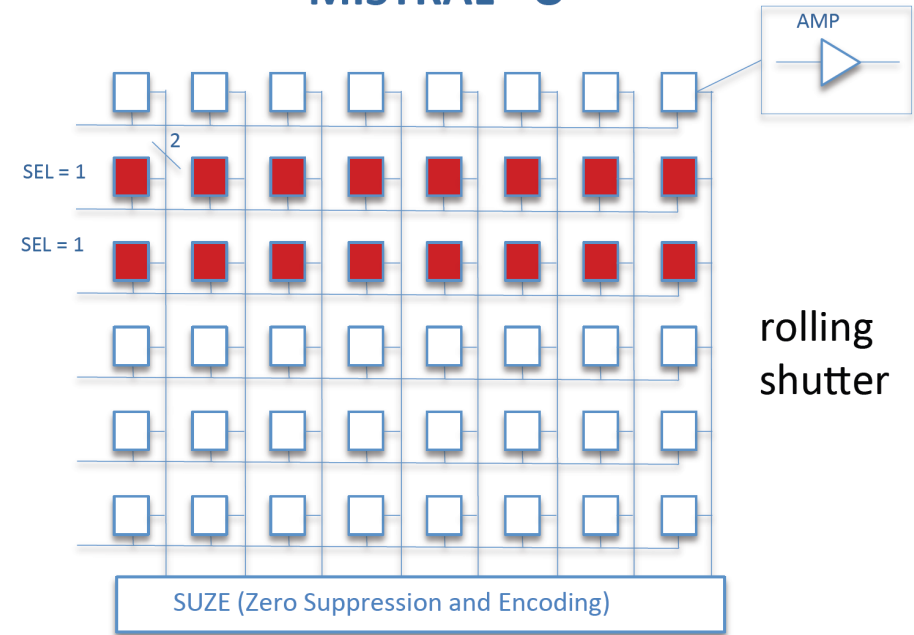 AMP
2
SEL = 1
SEL = 1
rolling
shutter
SUZE (Zero Suppression and Encoding)